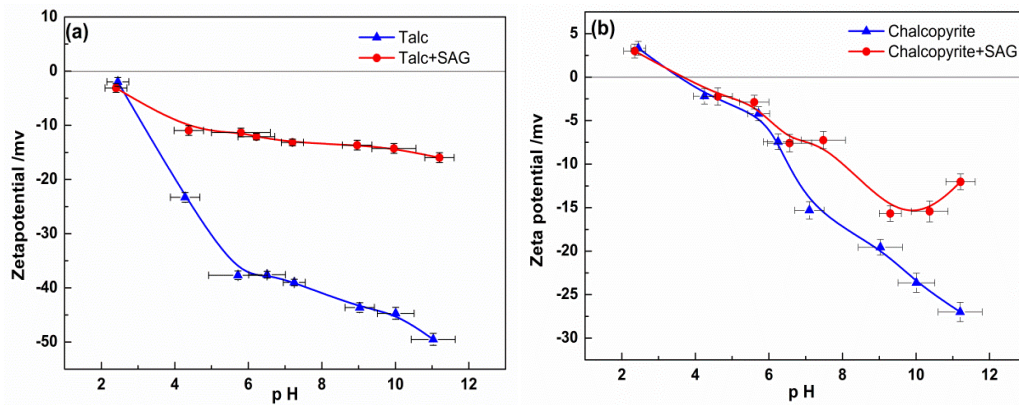 (a)
Talc
Talc+SAG
10
0
-10
-20
-30
-40
-50
Zetapotential /mv
2
4
6
8
10
12
p H
(b)
Chalcopyrite
Chalcopyrite+SAG
5
0
-5
-10
-15
-20
-25
-30
Zeta potential /mv
2
4
6
8
10
12
p H